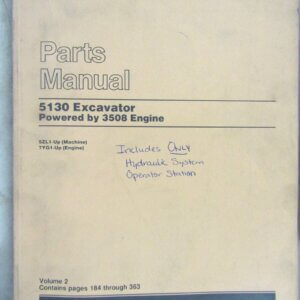 Parts
Manual
5130 Excavator
Powered by 3508 Engine
5ZL1-Up (Machine)
7YG1-Up (Engine)
Includes ONLY
Hydraulic System
Operator Station
Volume 2
Contains pages 184 through 363